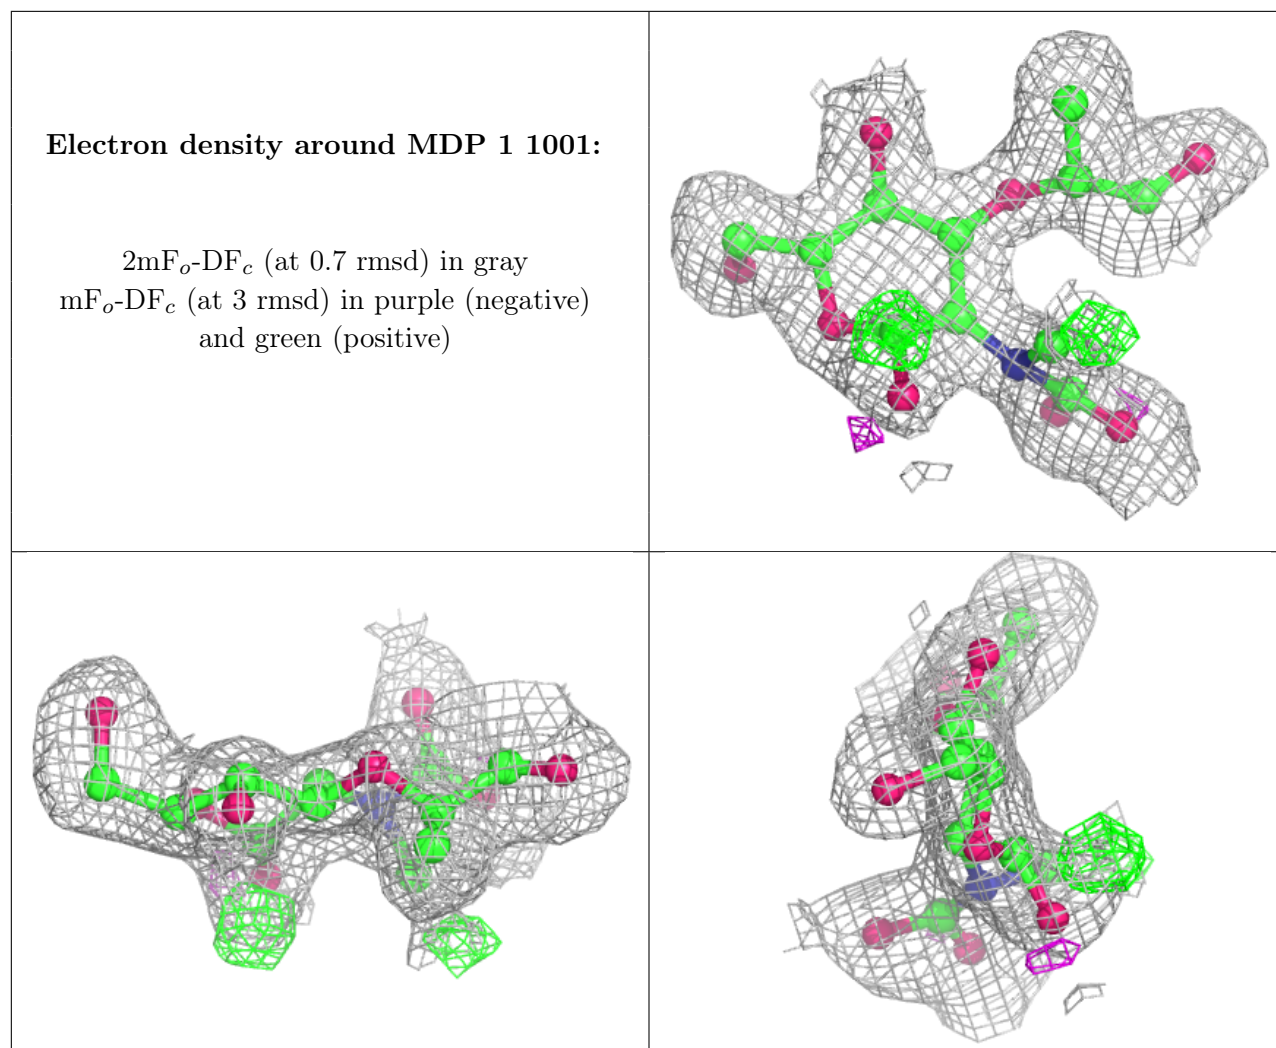 Electron density around MDP 1 1001:
2mFo-DFc (at 0.7 rmsd) in gray
mFo-DFc (at 3 rmsd) in purple (negative)
and green (positive)